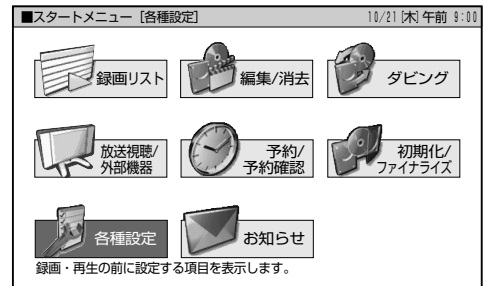 ■スタートメニュー［各種設定］ 10/21[木]午前 9:00
録画リスト 編集/消去 ダビング
放送視聴/ 予約/ 初期化/
外部機器 予約確認 ファイナライズ
各種設定 お知らせ
録画・再生の前に設定する項目を表示します。